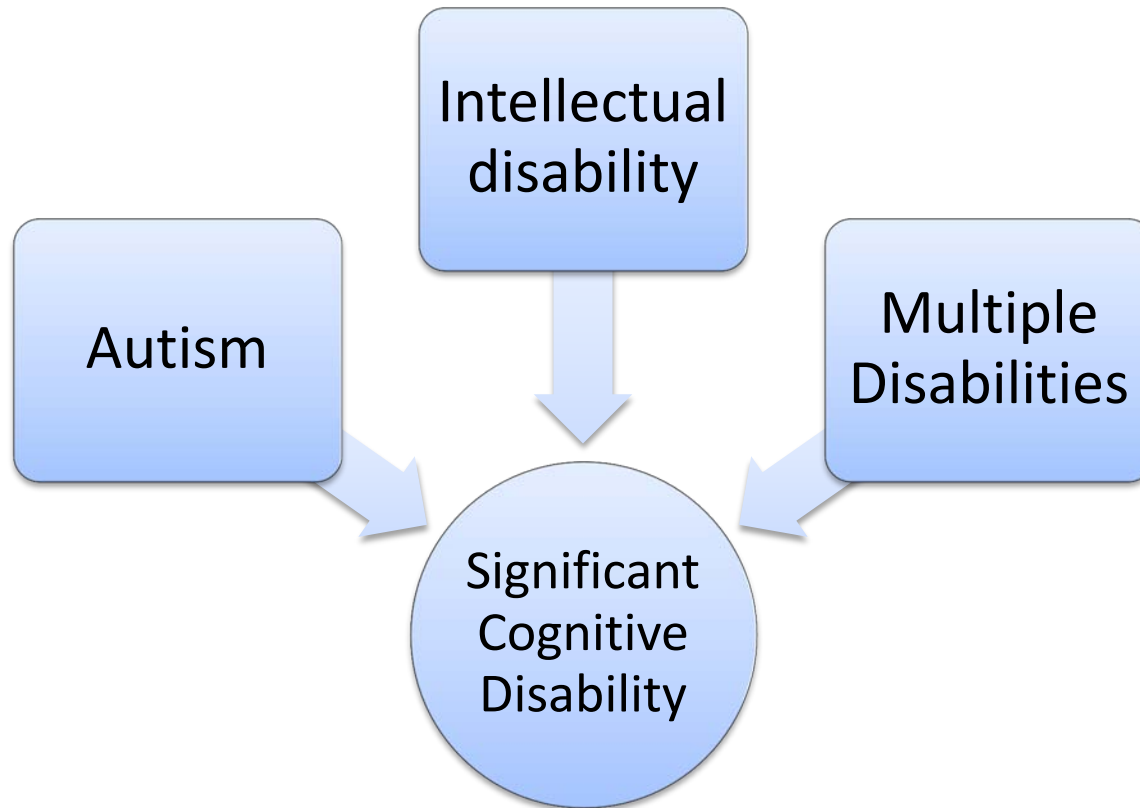 Intellectual
disability
Autism
Multiple
Disabilities
Significant
Cognitive
Disability